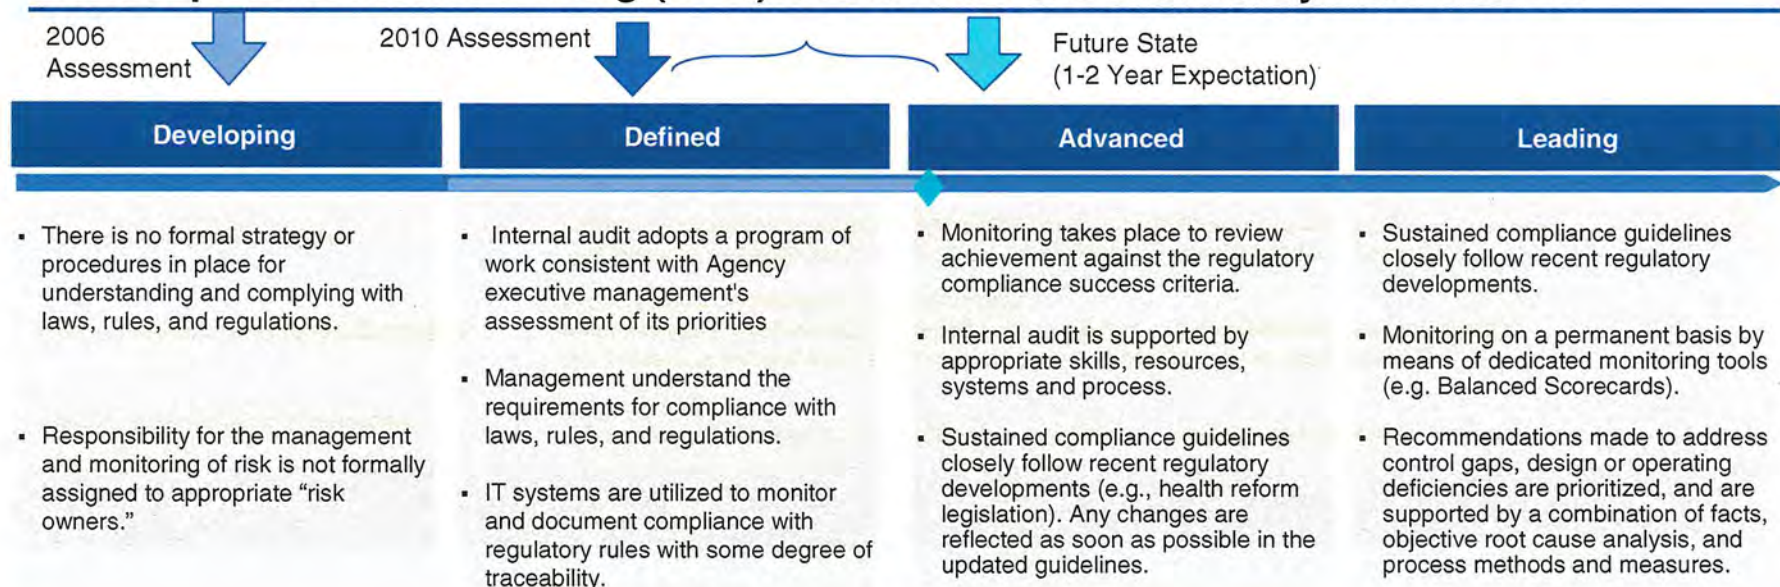 2006
Assessment
2010 Assessment
Future State
(1-2 Year Expectation)
Developing
Defined
Advanced
Leading
▪ There is no formal strategy or
procedures in place for
understanding and complying with
laws, rules, and regulations.
▪ Responsibility for the management
and monitoring of risk is not formally
assigned to appropriate “risk
owners.”
▪ Internal audit adopts a program of
work consistent with Agency
executive management's
assessment of its priorities
▪ Management understand the
requirements for compliance with
laws, rules, and regulations.
▪ IT systems are utilized to monitor
and document compliance with
regulatory rules with some degree of
traceability.
▪ Monitoring takes place to review
achievement against the regulatory
compliance success criteria.
▪ Internal audit is supported by
appropriate skills, resources,
systems and process.
▪ Sustained compliance guidelines
closely follow recent regulatory
developments (e.g., health reform
legislation). Any changes are
reflected as soon as possible in the
updated guidelines.
▪ Sustained compliance guidelines
closely follow recent regulatory
developments.
▪ Monitoring on a permanent basis by
means of dedicated monitoring tools
(e.g. Balanced Scorecards).
▪ Recommendations made to address
control gaps, design or operating
deficiencies are prioritized, and are
supported by a combination of facts,
objective root cause analysis, and
process methods and measures.